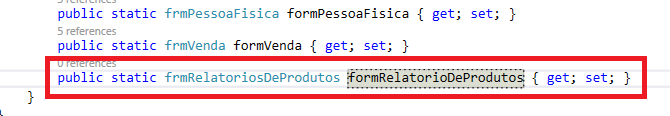 5 references
public static frmPessoaFisica formPessoaFisica { get; set; }
5 references
public static frmVenda formVenda { get; set; }
0 references
public static frmRelatoriosDeProdutos formRelatorioDeProdutos { get; set; }
}
}